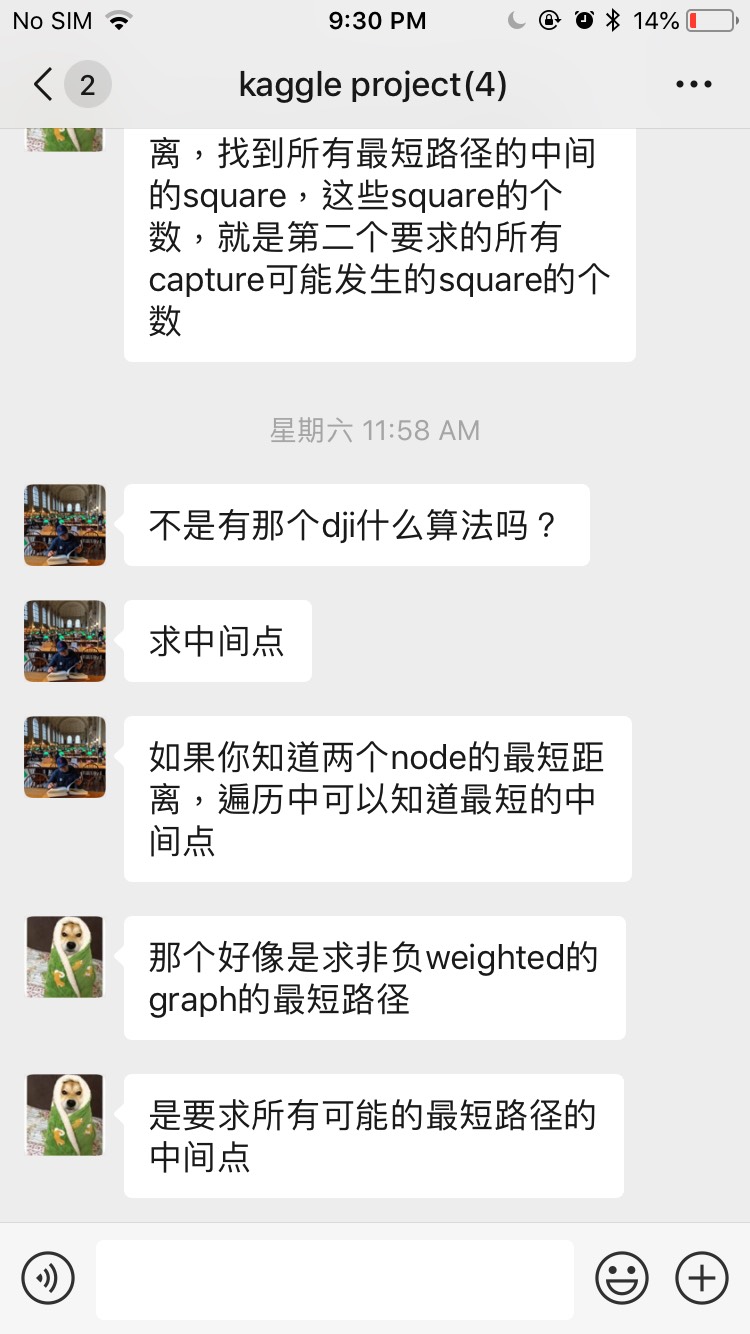 No SIM 9:30 PM 14%
2 kaggle project(4)
离，找到所有最短路径的中间
的square，这些square的个
数，就是第二个要求的所有
capture可能发生的square的个
数
星期六 11:58 AM
不是有那个dji什么算法吗？
求中间点
如果你知道两个node的最短距
离，遍历中可以知道最短的中
间点
那个好像是求非负weighted的
graph的最短路径
是要求所有可能的最短路径的
中间点